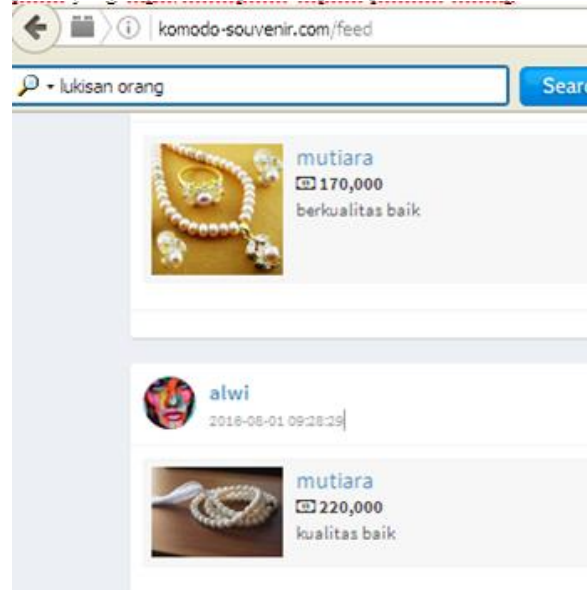 komodo-souvenir.com/feed
lukisan orang
Sear
mutiara
170,000
berkualitas baik
alwi
2016-08-01 09:28:29
mutiara
220,000
kualitas baik